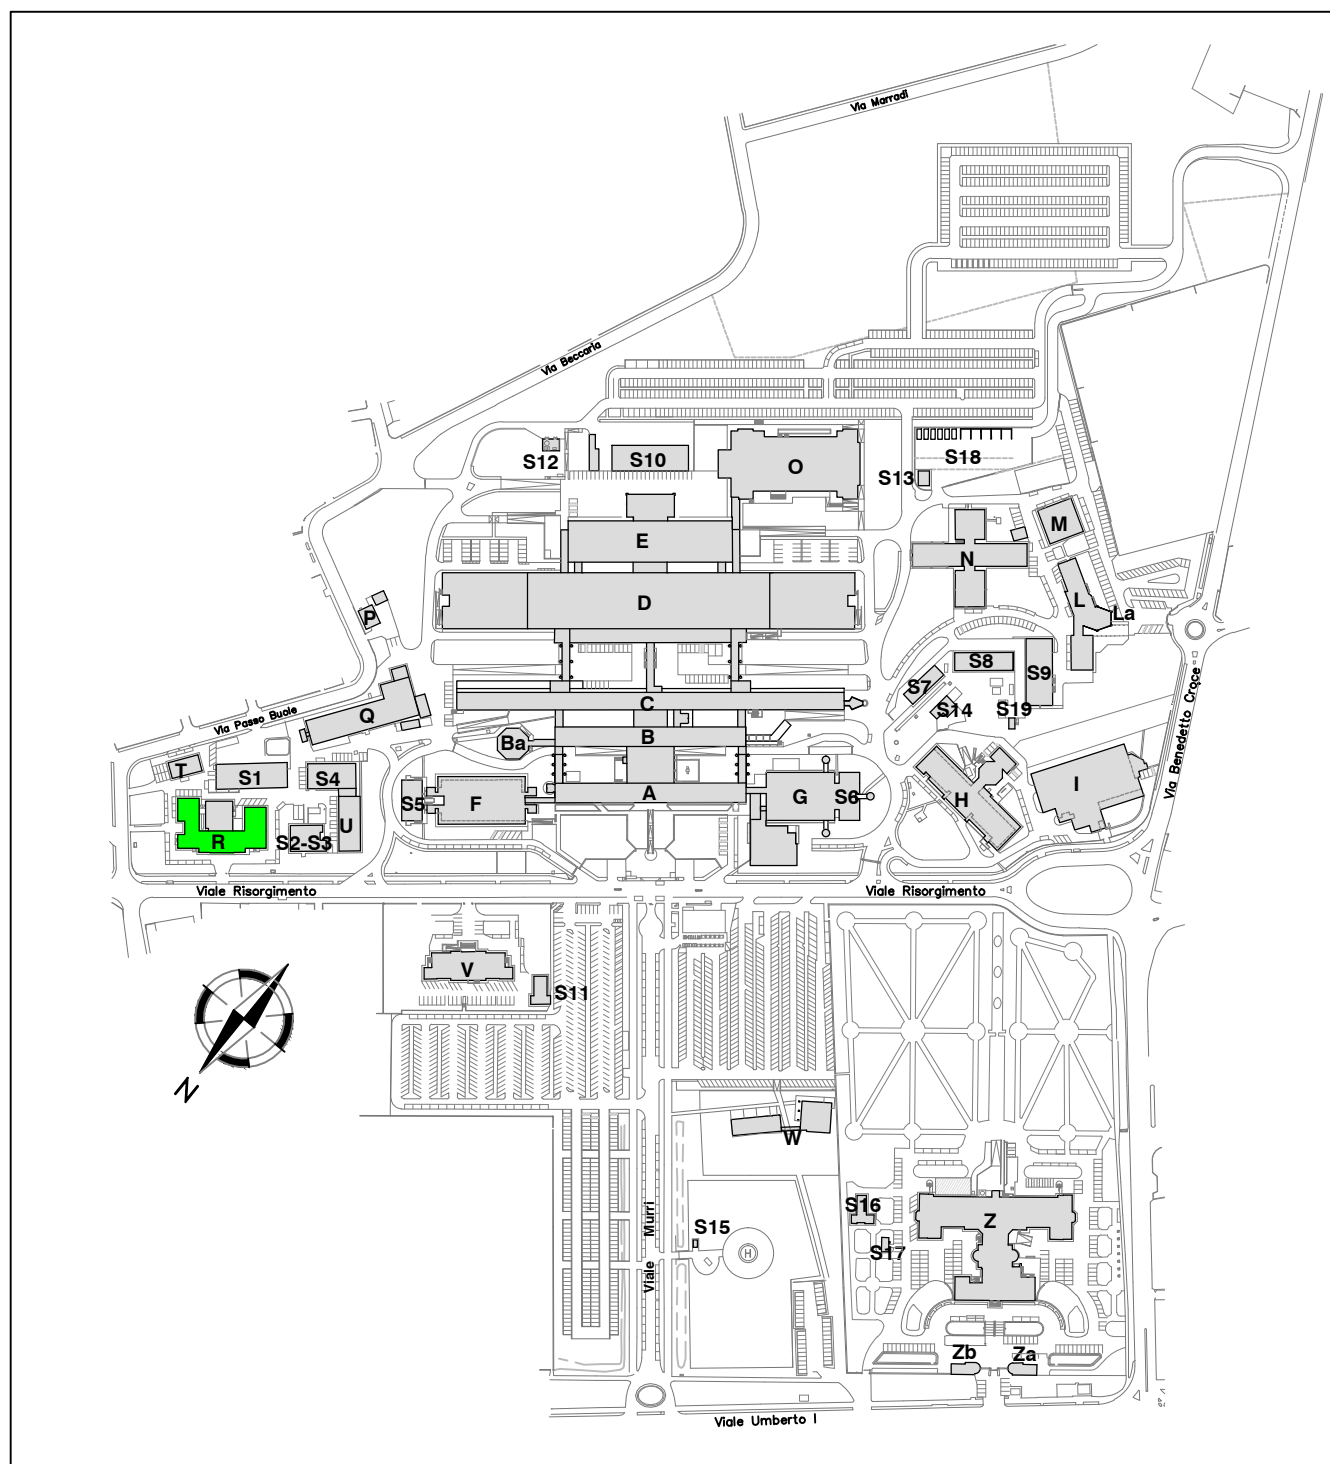 Via Marradi
Via Beccaria
S12
S10
O
S13
S18
M
E
N
D
L
La
P
S8
S9
S7
S14
S19
C
Q
Via Passo Buole
Via Benedetto Croce
Ba
B
T
S1
S4
A
S5
F
G
S6
H
I
R
S2-S3
U
Viale Risorgimento
Viale Risorgimento
V
S11
N
W
S16
Z
S17
S15
H
Viale Murri
Zb
Za
Viale Umberto I